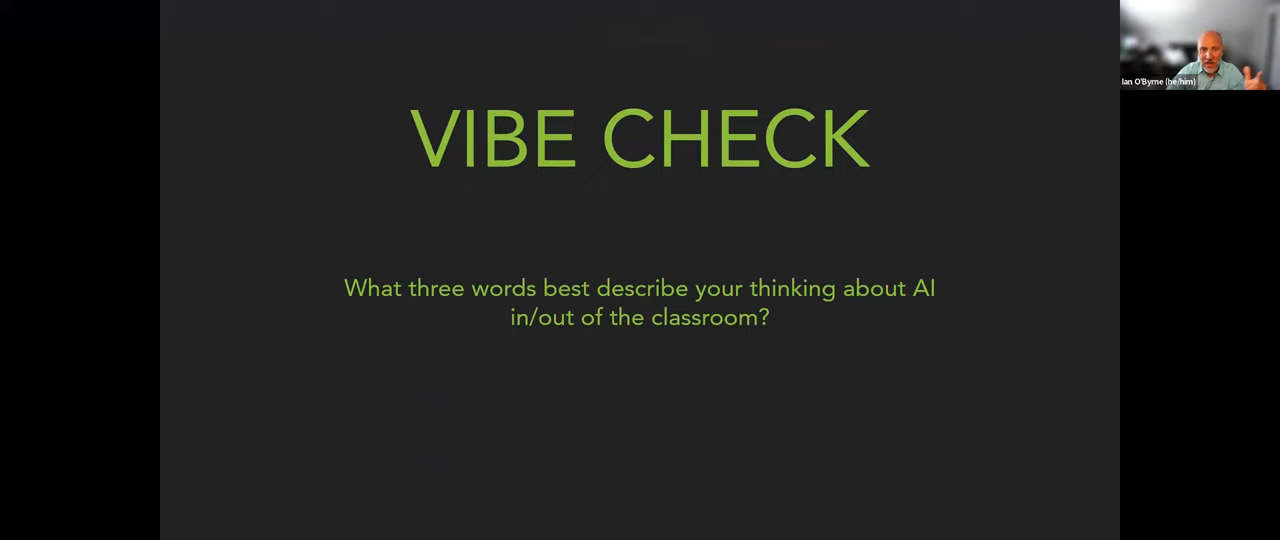 VIBE CHECK
What three words best describe your thinking about AI
in/out of the classroom?
Ian O'Byrne (he/him)